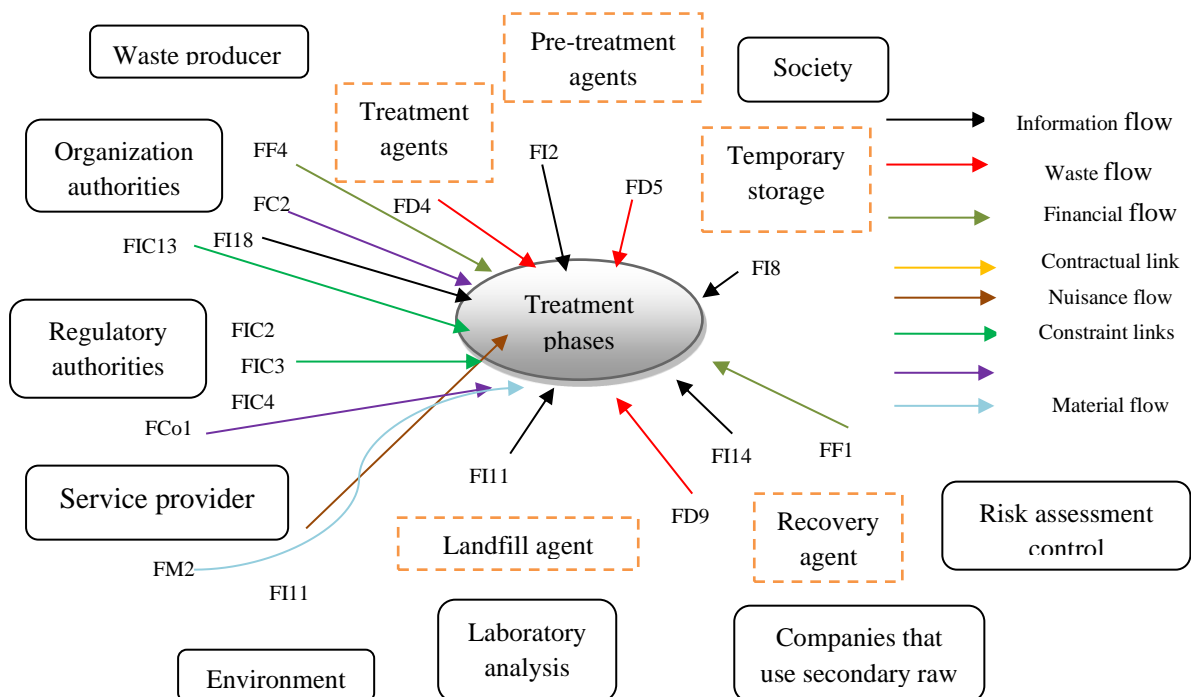 Waste producer
Pre-treatment
agents
Society
Treatment
agents
Organization
authorities
Temporary
storage
Information flow
Waste flow
Financial flow
Contractual link
Nuisance flow
Constraint links
Material flow
FF4
FI2
FC2
FD4
FD5
FIC13
FI18
FI8
Treatment
phases
Regulatory
authorities
FIC2
FIC3
FIC4
FCo1
FI11
FI14
FF1
Service provider
FD9
Landfill agent
Recovery
agent
Risk assessment
control
FM2
FI11
Laboratory
analysis
Companies that
use secondary raw
Environment